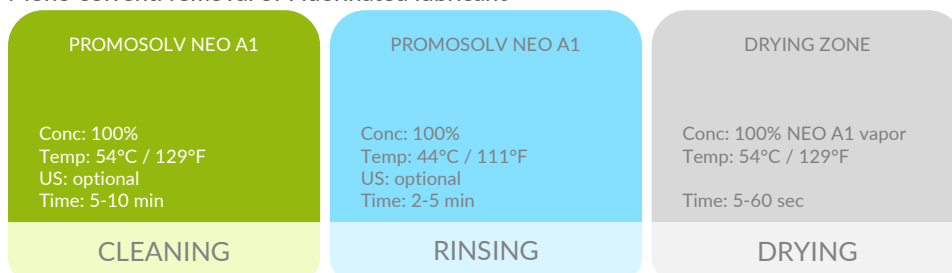 PROMOSOLV NEO A1
Conc: 100%
Temp: 54°C / 129°F
US: optional
Time: 5-10 min
CLEANING
PROMOSOLV NEO A1
Conc: 100%
Temp: 44°C / 111°F
US: optional
Time: 2-5 min
RINSING
DRYING ZONE
Conc: 100% NEO A1 vapor
Temp: 54°C / 129°F
Time: 5-60 sec
DRYING